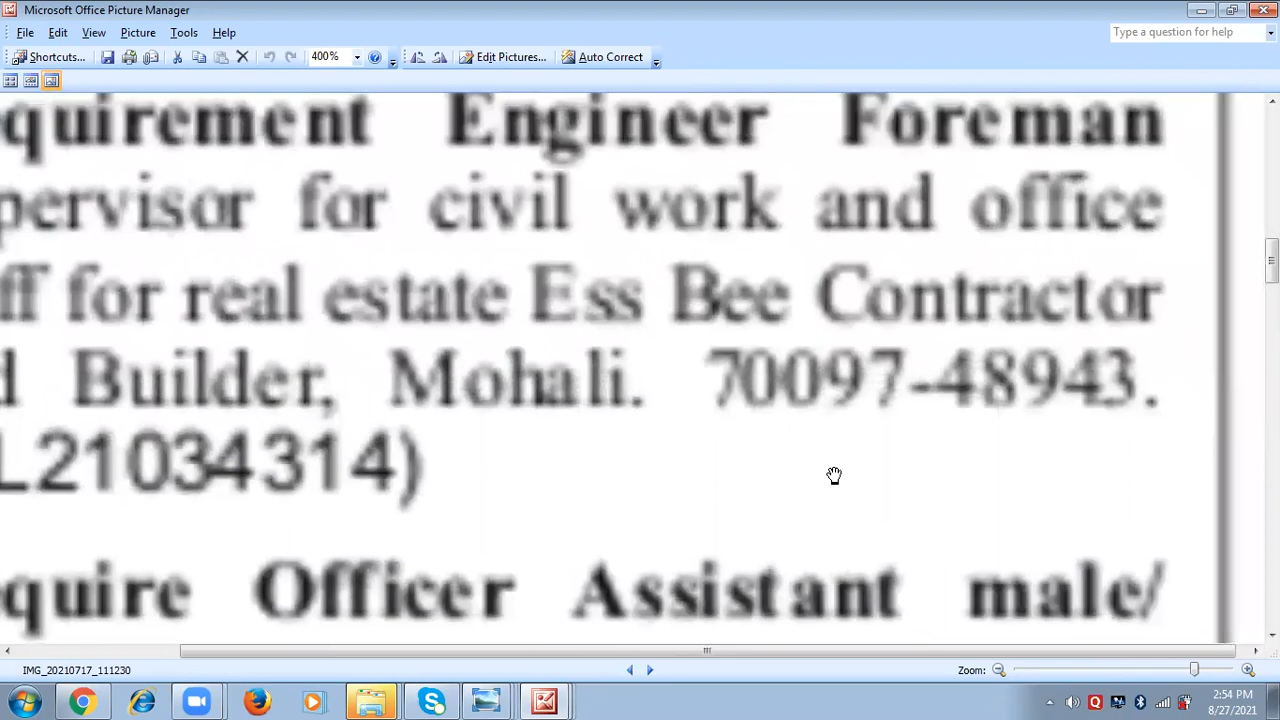 Microsoft Office Picture Manager
File Edit View Picture Tools Help
Type a question for help
Shortcuts... 400% Edit Pictures... Auto Correct
quirement Engineer Foreman
pervisor for civil work and office
ff for real estate Ess Bee Contractor
d Builder, Mohali. 70097-48943.
L21034314)
quire Officer Assistant male/
IMG_20210717_111230
Zoom:
2:54 PM
8/27/2021